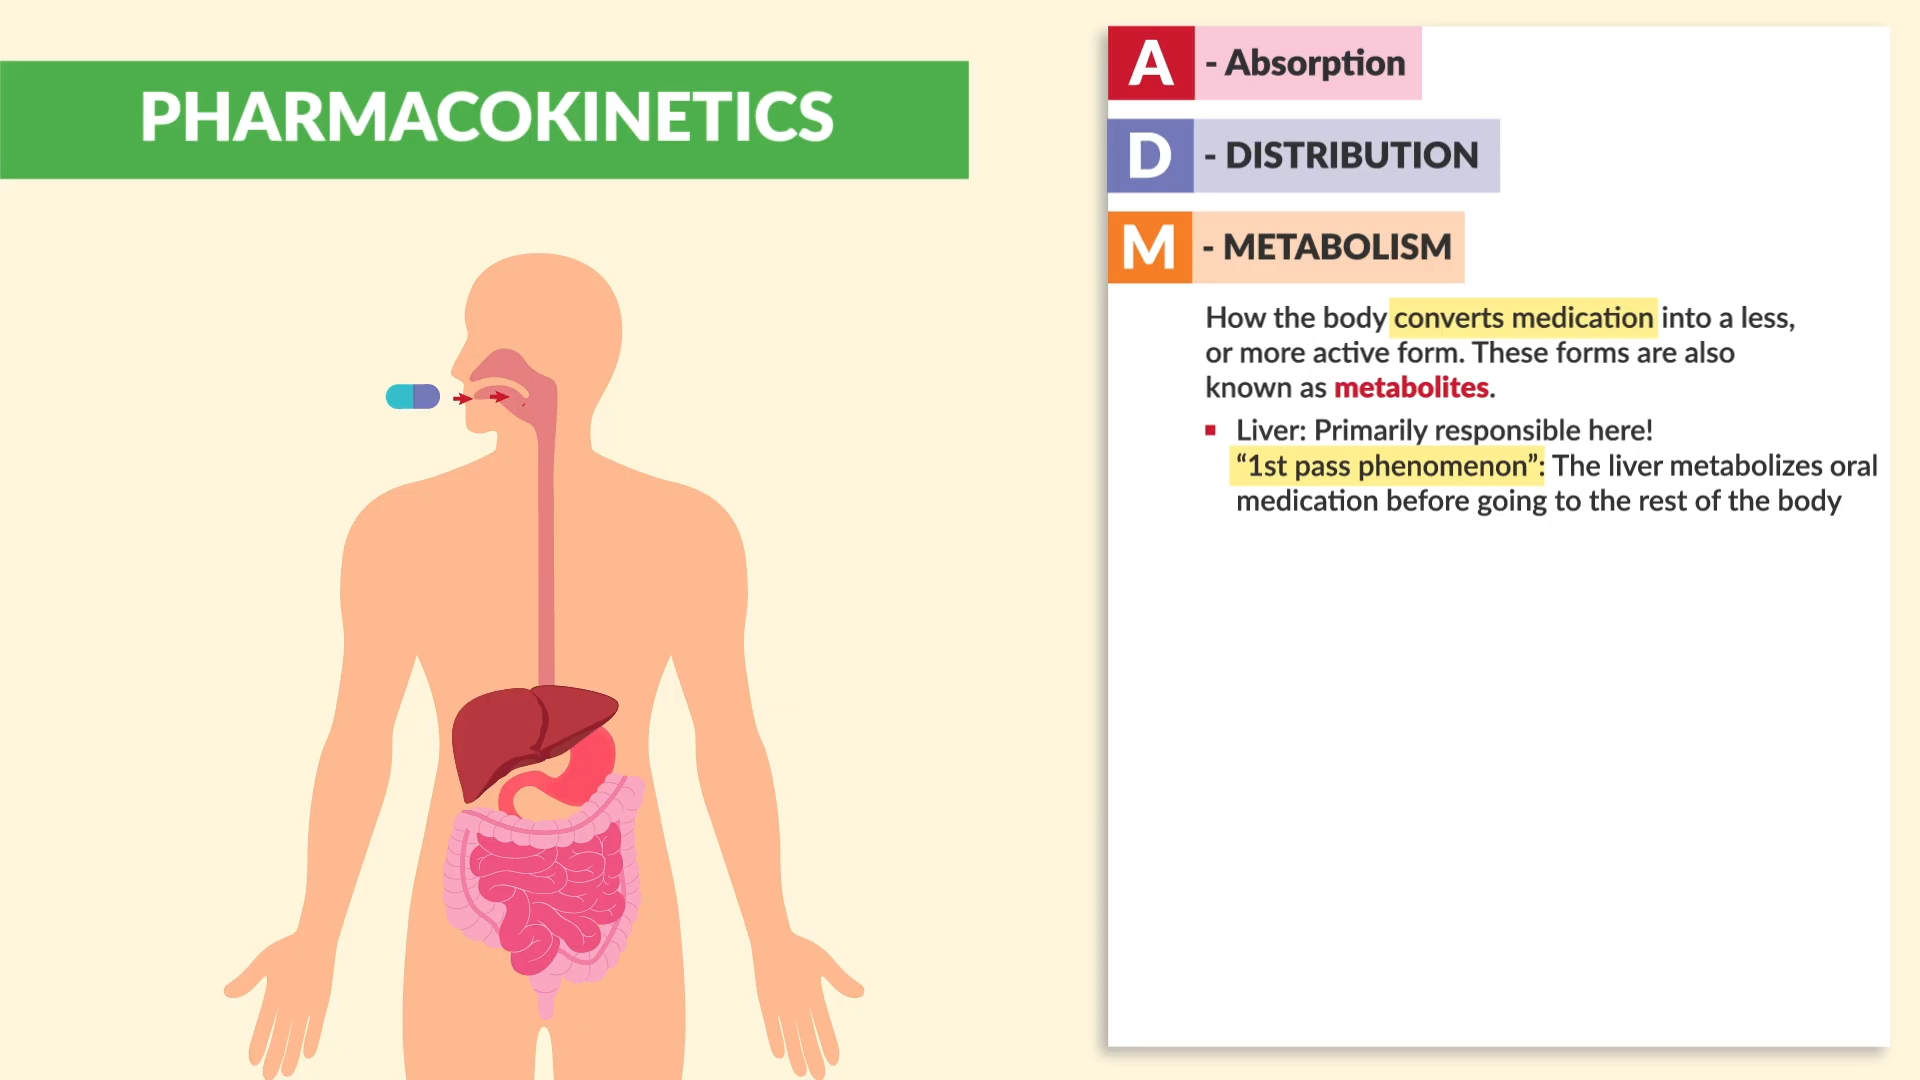 PHARMACOKINETICS
A - Absorption
D - DISTRIBUTION
M - METABOLISM
How the body converts medication into a less,
or more active form. These forms are also
known as metabolites.
Liver: Primarily responsible here!
“1st pass phenomenon”: The liver metabolizes oral
medication before going to the rest of the body